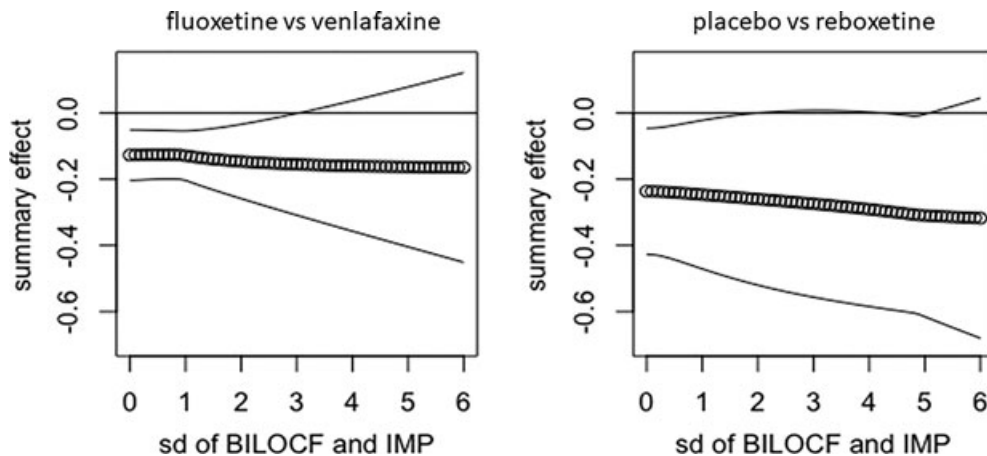 fluoxetine vs venlafaxine
summary effect
0.0
-0.2
-0.4
-0.6
0 1 2 3 4 5 6
sd of BILOCF and IMP
placebo vs reboxetine
summary effect
0.0
-0.2
-0.4
-0.6
0 1 2 3 4 5 6
sd of BILOCF and IMP